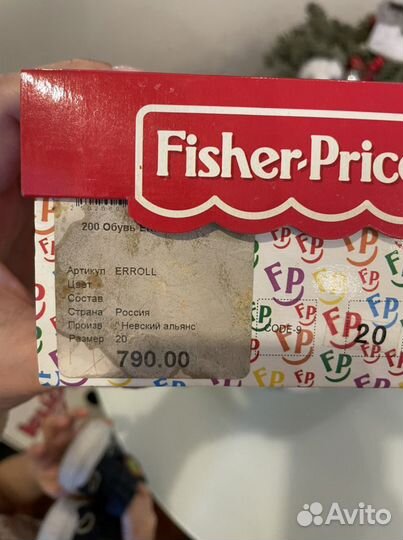 Fisher-Price
200 Обувь
Артикул ERROLL
Цвет
Состав
Страна Россия
Произв "Невский альянс
Размер 20
790.00
CODE-9
20
FP
Avito